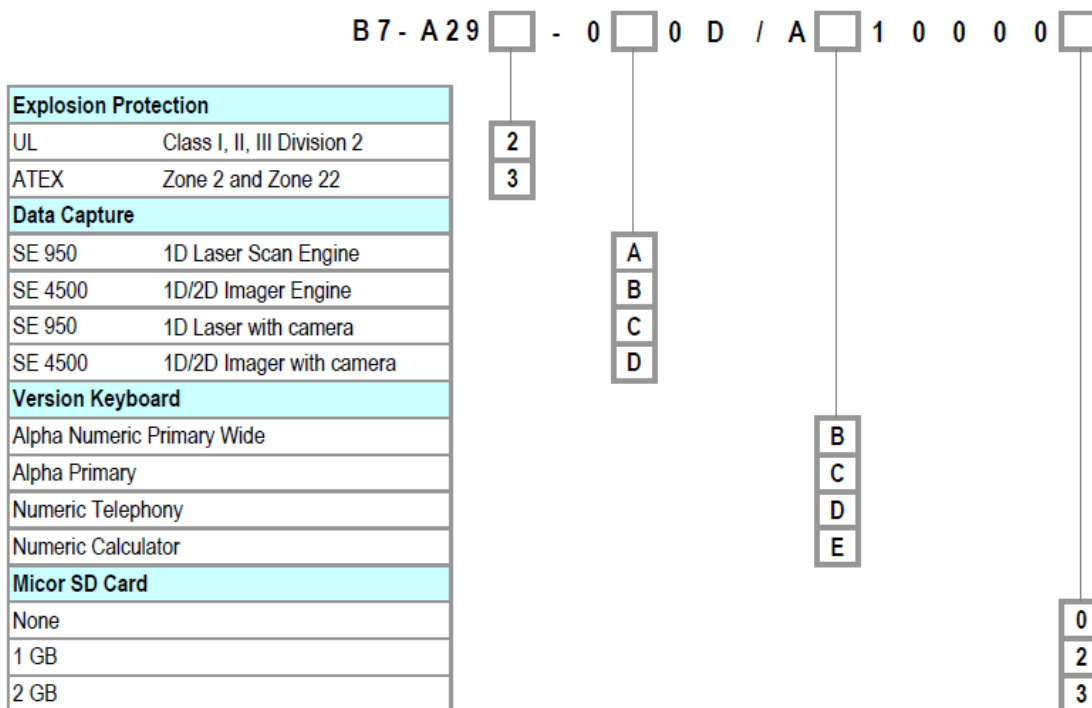 B7-A29 - 0 0 D / A 1 0 0 0 0
Explosion Protection
UL Class I, II, III Division 2 2
ATEX Zone 2 and Zone 22 3
Data Capture
SE 950 1D Laser Scan Engine A
SE 4500 1D/2D Imager Engine B
SE 950 1D Laser with camera C
SE 4500 1D/2D Imager with camera D
Version Keyboard
Alpha Numeric Primary Wide B
Alpha Primary C
Numeric Telephony D
Numeric Calculator E
Micor SD Card
None 0
1 GB 2
2 GB 3